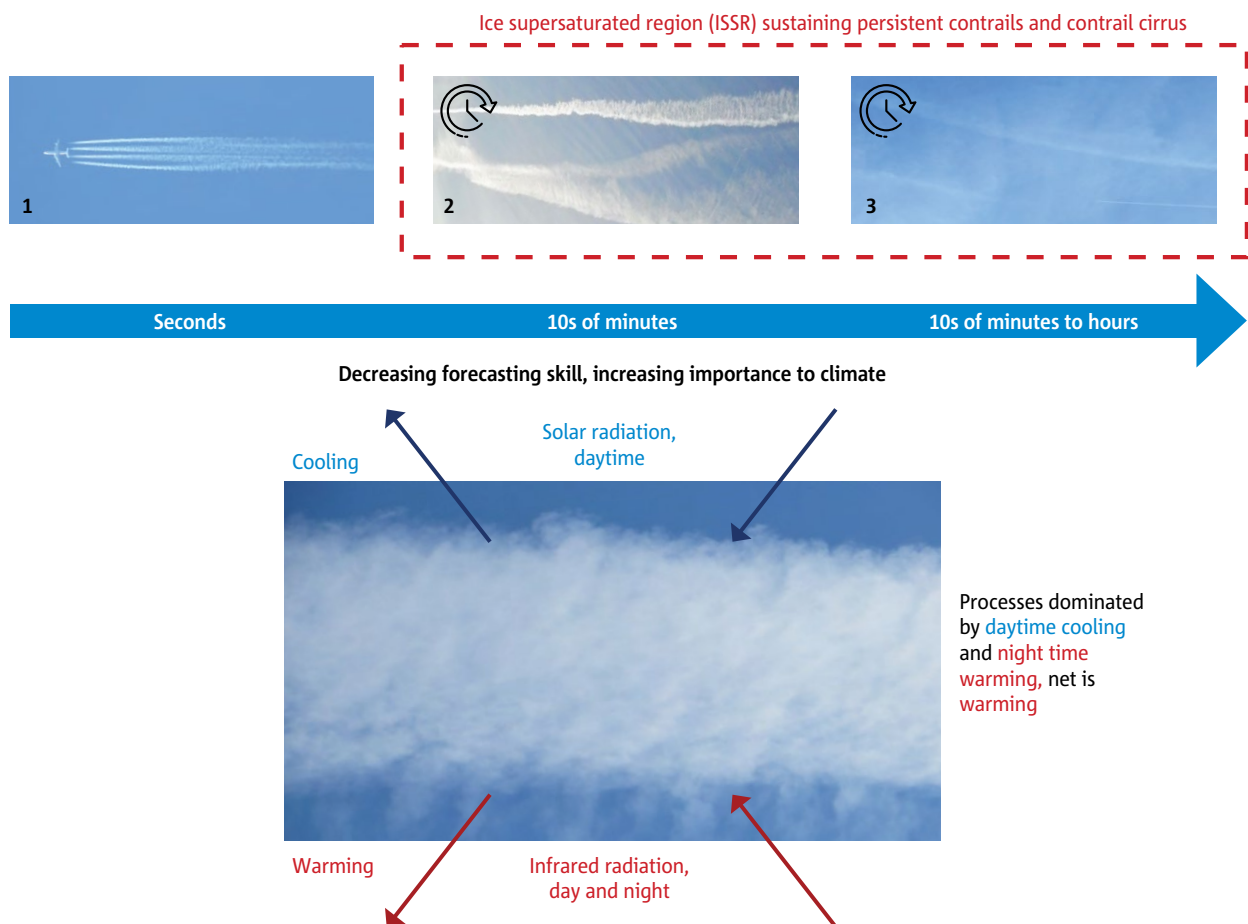 Ice supersaturated region (ISSR) sustaining persistent contrails and contrail cirrus
1
2
3
Seconds
10s of minutes
10s of minutes to hours
Decreasing forecasting skill, increasing importance to climate
Cooling
Solar radiation,
daytime
Processes dominated
by daytime cooling
and night time
warming, net is
warming
Warming
Infrared radiation,
day and night